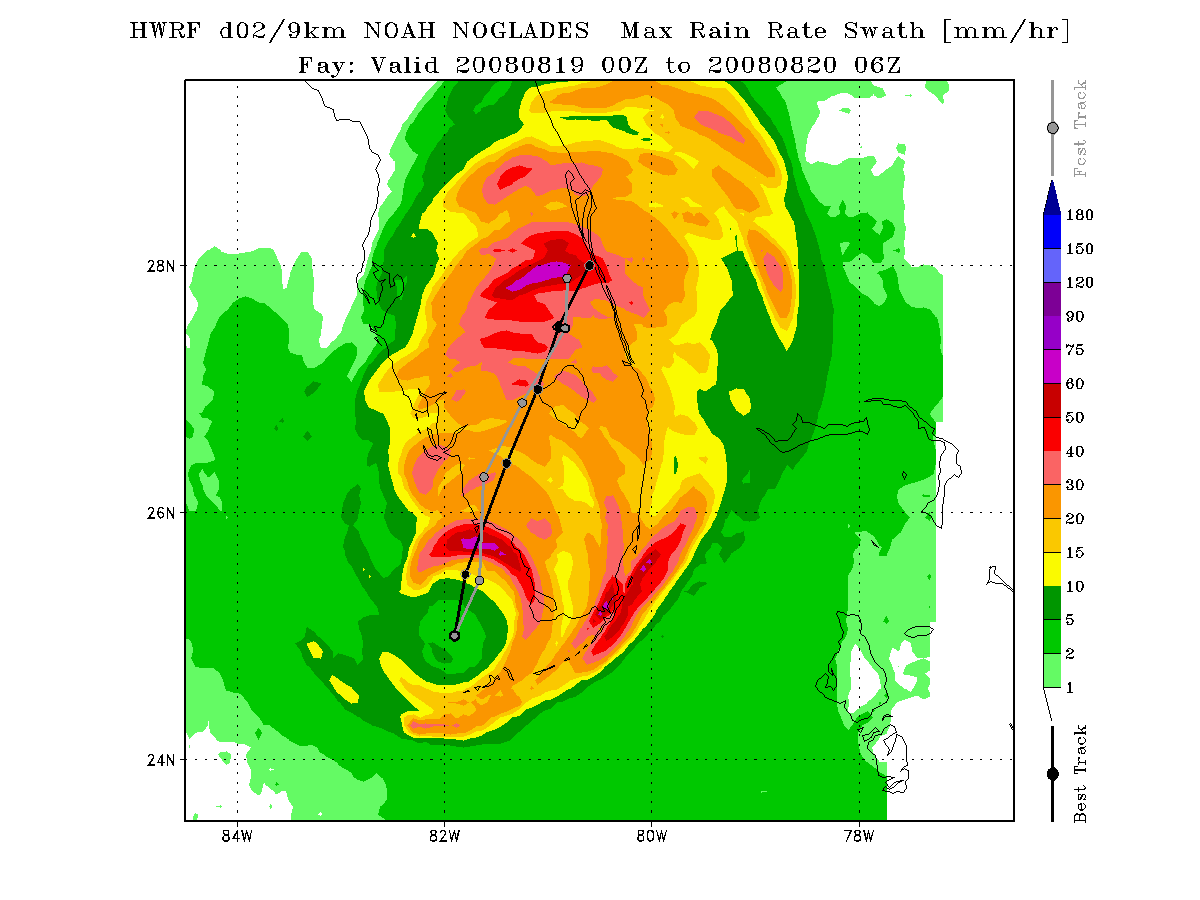 HWRF d02/9km NOAH NOGLADES Max Rain Rate Swath [mm/hr]
Fay: Valid 20080819 00Z to 20080820 06Z
Fcst Track
180
150
120
90
75
60
50
40
30
20
15
10
5
2
1
Best Track
28N
26N
24N
84W
82W
80W
78W